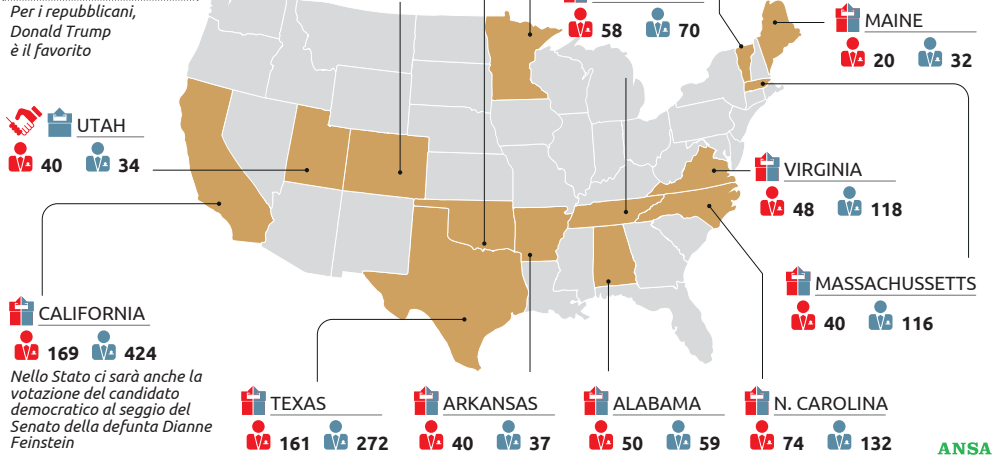 Per i repubblicani,
Donald Trump
è il favorito
58 70
MAINE
20 32
UTAH
40 34
VIRGINIA
48 118
MASSACHUSSETTS
40 116
CALIFORNIA
169 424
Nello Stato ci sarà anche la
votazione del candidato
democratico al seggio del
Senato della defunta Dianne
Feinstein
TEXAS
161 272
ARKANSAS
40 37
ALABAMA
50 59
N. CAROLINA
74 132
ANSA